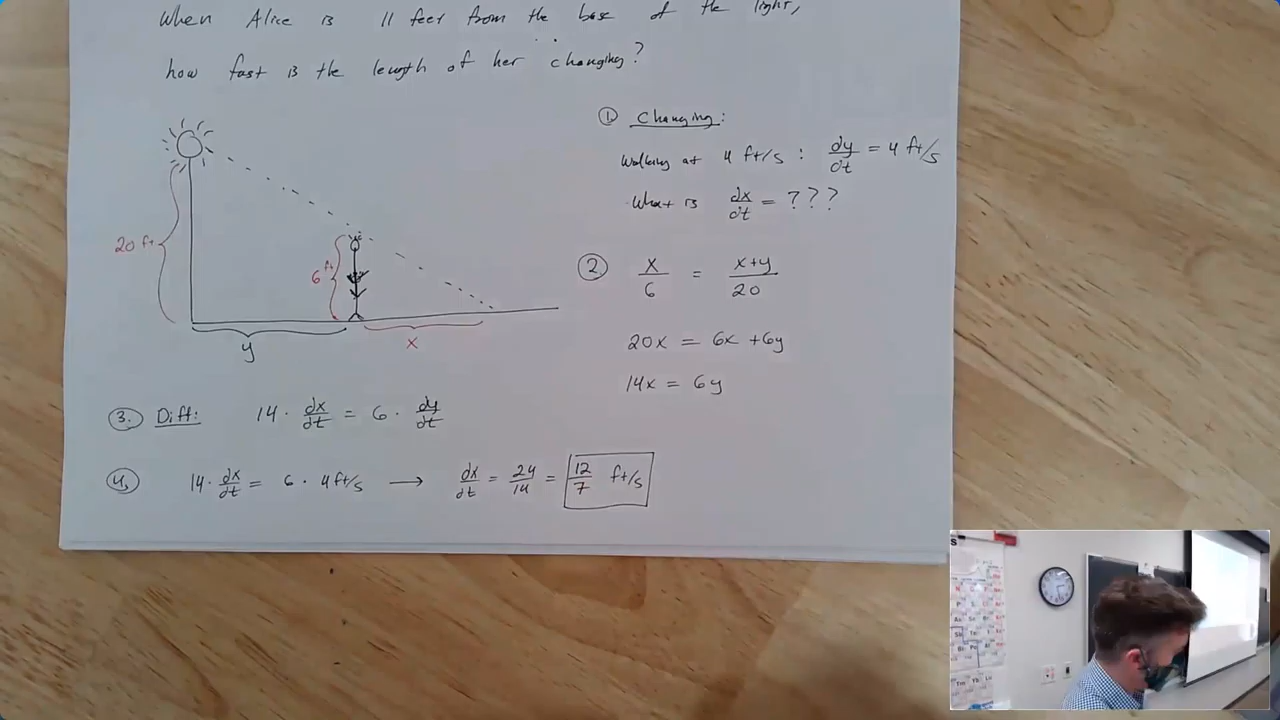 When Alice is 11 feet from the base of the light,
how fast is the length of her changing?
① Changing:
Walking at 4 ft/s : dy/dt = 4 ft/s
What is dx/dt = ???
20 ft
6 ft
y
x
② x/6 = x+y/20
20x = 6x + 6y
14x = 6y
3. Diff: 14 · dx/dt = 6 · dy/dt
4. 14 · dx/dt = 6 · 4 ft/s → dx/dt = 24/14 = 12/7 ft/s